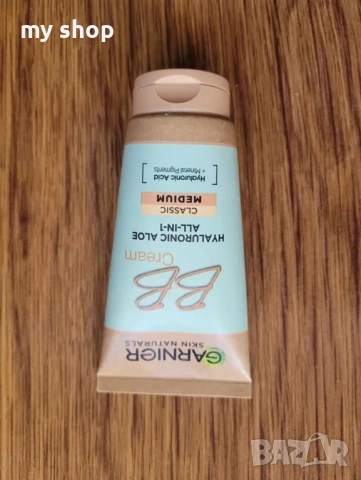 my shop
GARNIER
SKIN NATURALS
BB
Cream
HYALURONIC ALOE
ALL-IN-1
CLASSIC
MEDIUM
Hyaluronic Acid
+ Mineral Pigments
bazar